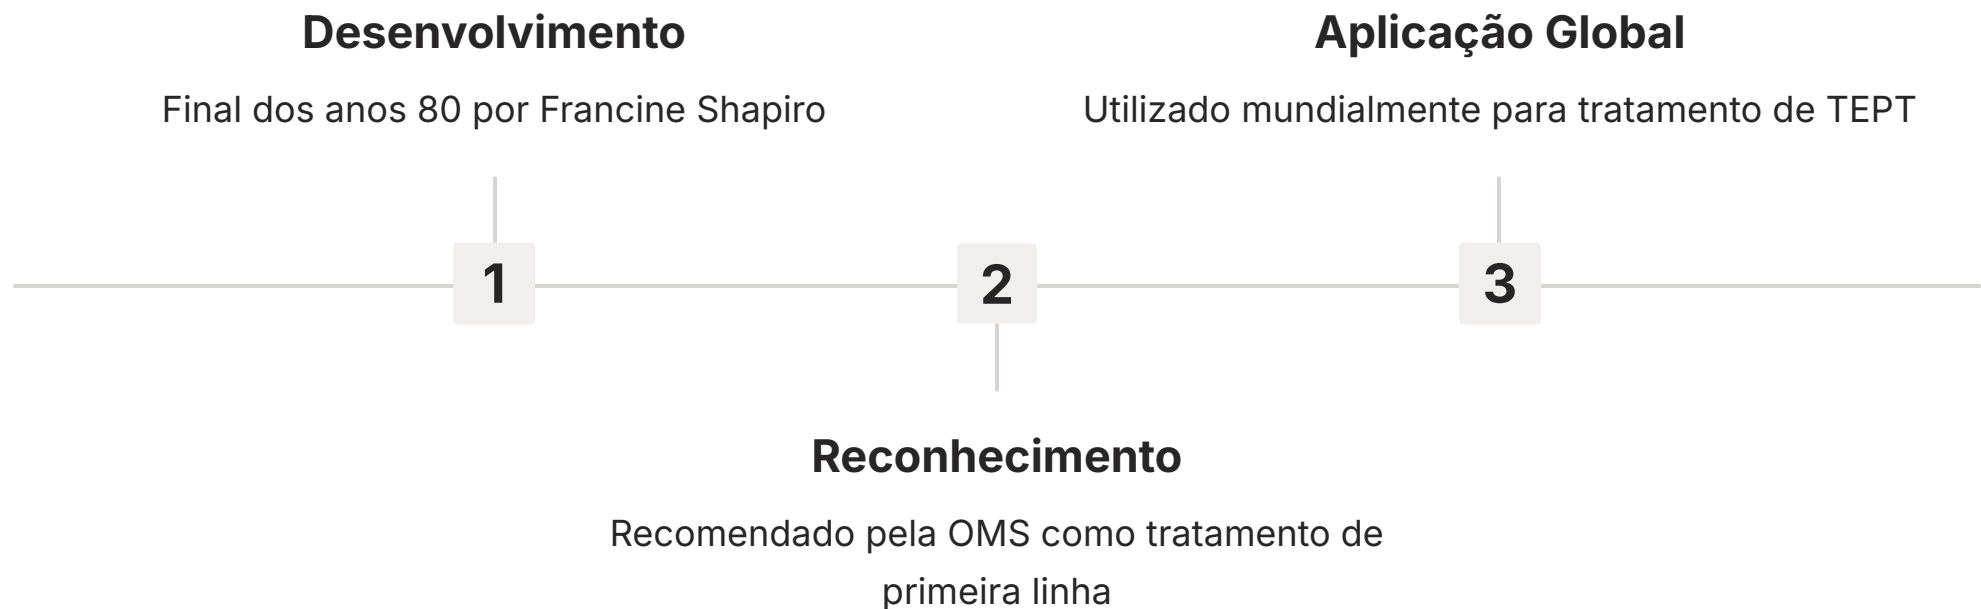 Desenvolvimento
Final dos anos 80 por Francine Shapiro
1
Reconhecimento
Recomendado pela OMS como tratamento de
primeira linha
2
Aplicação Global
Utilizado mundialmente para tratamento de TEPT
3